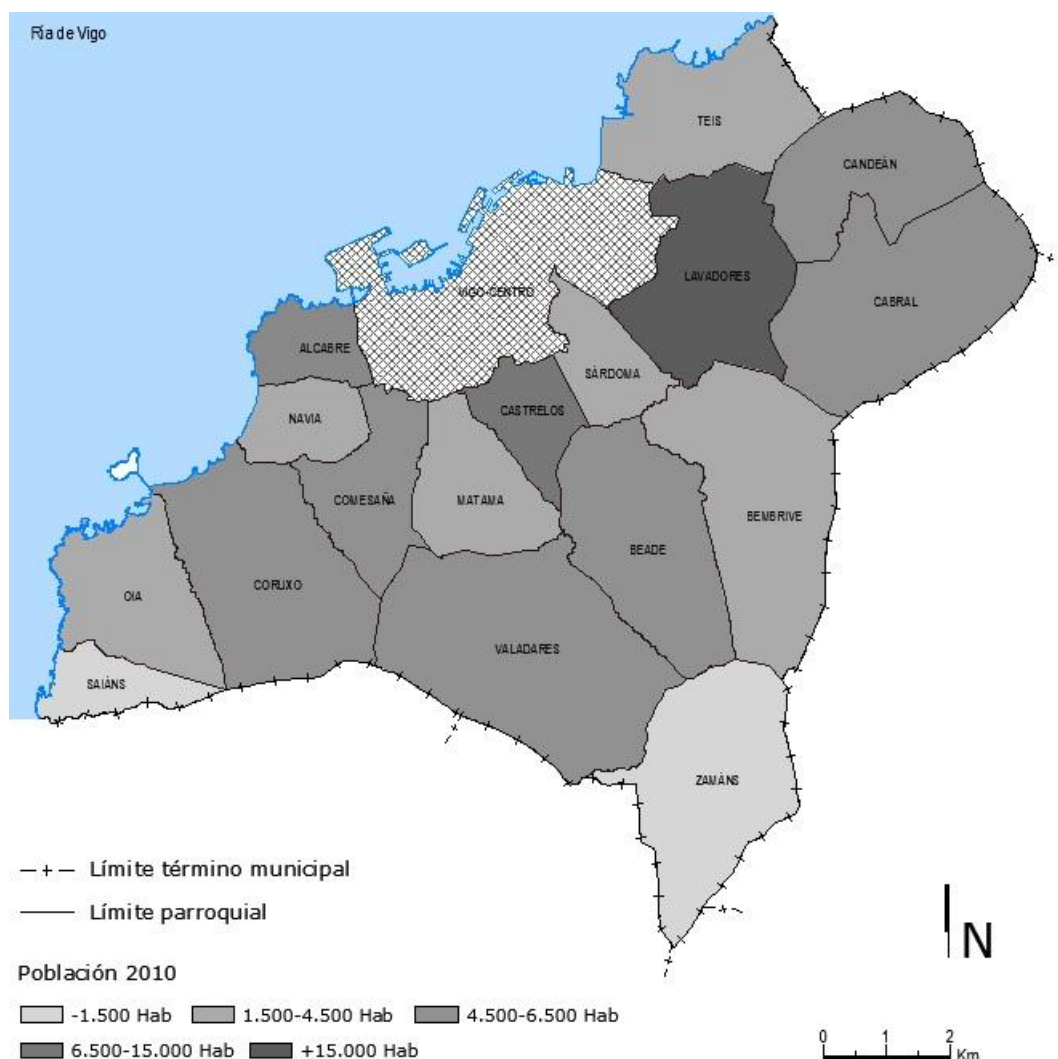 Ría de Vigo
TEIS
CANDEÁN
LAVADORES
CABRAL
VIGO-CENTRO
ALCABRE
SÁRDOMA
NAVIA
CASTRELOS
COMESAÑA
MATAMA
BEMBRIVE
BEADE
OIA
CORUXO
VALADARES
SAIÁNS
ZAMÁNS
Límite término municipal
Límite parroquial
N
Población 2010
-1.500 Hab 1.500-4.500 Hab 4.500-6.500 Hab
6.500-15.000 Hab +15.000 Hab
0 1 2
Km